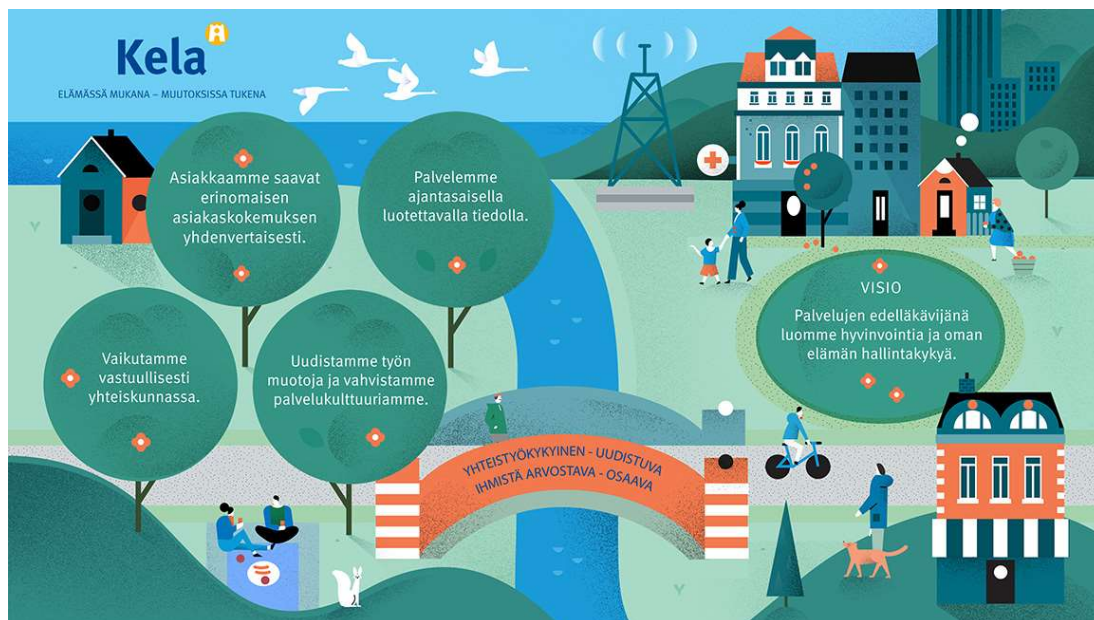 Kela
ELÄMÄSSÄ MUKANA – MUUTOKSISSA TUKENA
Asiakkaamme saavat
erinomaisen
asiakaskokemuksen
yhdenvertaisesti.
Palvelemme
ajantasaisella
luotettavalla tiedolla.
Vaikutamme
vastuullisesti
yhteiskunnassa.
Uudistamme työn
muotoja ja vahvistamme
palvelukulttuuriamme.
VISIO
Palvelujen edelläkävijänä
luomme hyvinvointia ja oman
elämän hallintakykyä.
YHTEISTYÖKYKYINEN - UUDISTUVA
IHMISTÄ ARVOSTAVA - OSAAVA